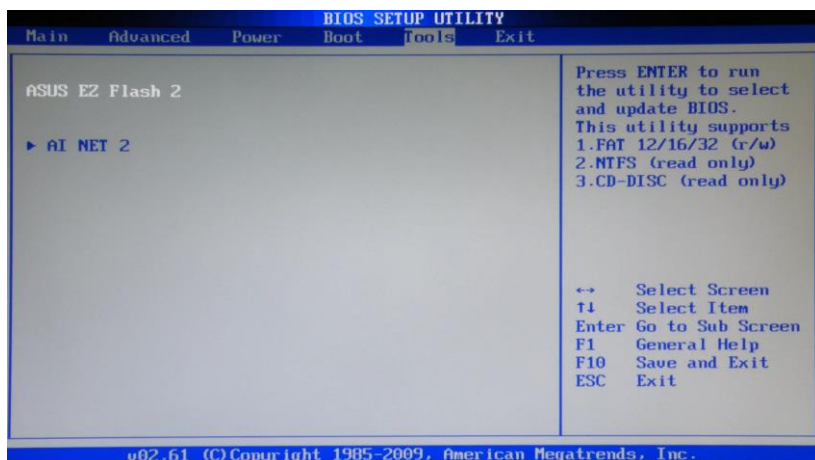 BIOS SETUP UTILITY
Main Advanced Power Boot Tools Exit
ASUS EZ Flash 2
► AI NET 2
Press ENTER to run
the utility to select
and update BIOS.
This utility supports
1.FAT 12/16/32 (r/w)
2.NTFS (read only)
3.CD-DISC (read only)
↔ Select Screen
↑↓ Select Item
Enter Go to Sub Screen
F1 General Help
F10 Save and Exit
ESC Exit
v02.61 (C)Copyright 1985-2009, American Megatrends, Inc.